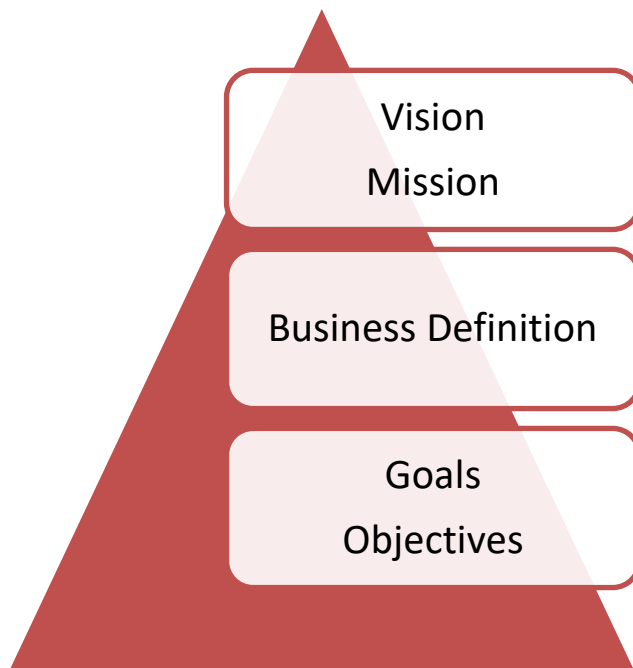 Vision
Mission
Business Definition
Goals
Objectives